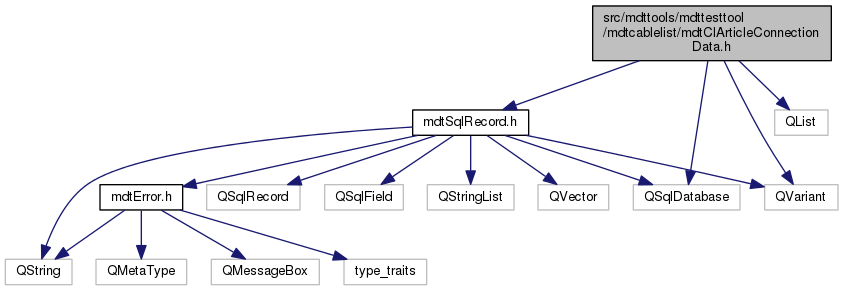 src/mdttools/mdttesttool
/mdtcablelist/mdtClArticleConnection
Data.h
mdtSqlRecord.h
QList
mdtError.h
QSqlRecord
QSqlField
QStringList
QVector
QSqlDatabase
QVariant
QString
QMetaType
QMessageBox
type_traits